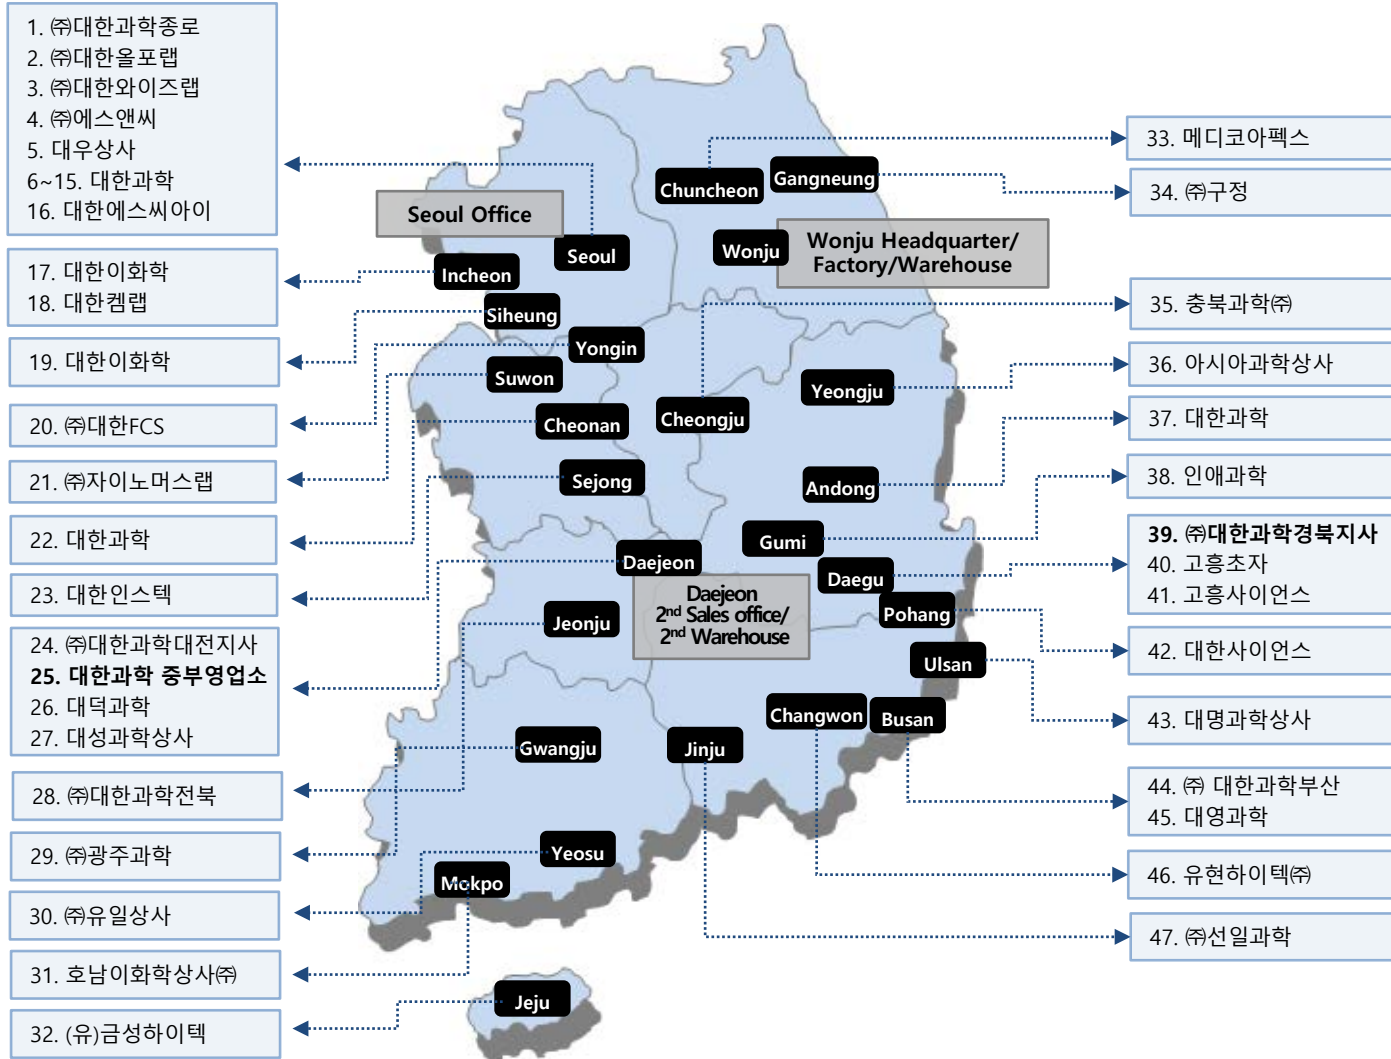 1. ㈜대한과학종로
2. ㈜대한올포랩
3. ㈜대한와이즈랩
4. ㈜에스앤씨
5. 대우상사
6~15. 대한과학
16. 대한에스씨아이
17. 대한이화학
18. 대한켐랩
19. 대한이화학
20. ㈜대한FCS
21. ㈜자이노머스랩
22. 대한과학
23. 대한인스텍
24. ㈜대한과학대전지사
25. 대한과학 중부영업소
26. 대덕과학
27. 대성과학상사
28. ㈜대한과학전북
29. ㈜광주과학
30. ㈜유일상사
31. 호남이화학상사㈜
32. (유)금성하이텍
Seoul Office
Chuncheon
Gangneung
Seoul
Wonju
Wonju Headquarter/
Factory/Warehouse
Incheon
Siheung
Yongin
Suwon
Yeongju
Cheonan
Cheongju
Sejong
Andong
Gumi
Daejeon
Daegu
Daejeon
2nd Sales office/
2nd Warehouse
Jeonju
Pohang
Ulsan
Changwon
Busan
Gwangju
Jinju
Yeosu
Mokpo
Jeju
33. 메디코아펙스
34. ㈜구정
35. 충북과학㈜
36. 아시아과학상사
37. 대한과학
38. 인애과학
39. ㈜대한과학경북지사
40. 고흥초자
41. 고흥사이언스
42. 대한사이언스
43. 대명과학상사
44. ㈜ 대한과학부산
45. 대영과학
46. 유현하이텍㈜
47. ㈜선일과학